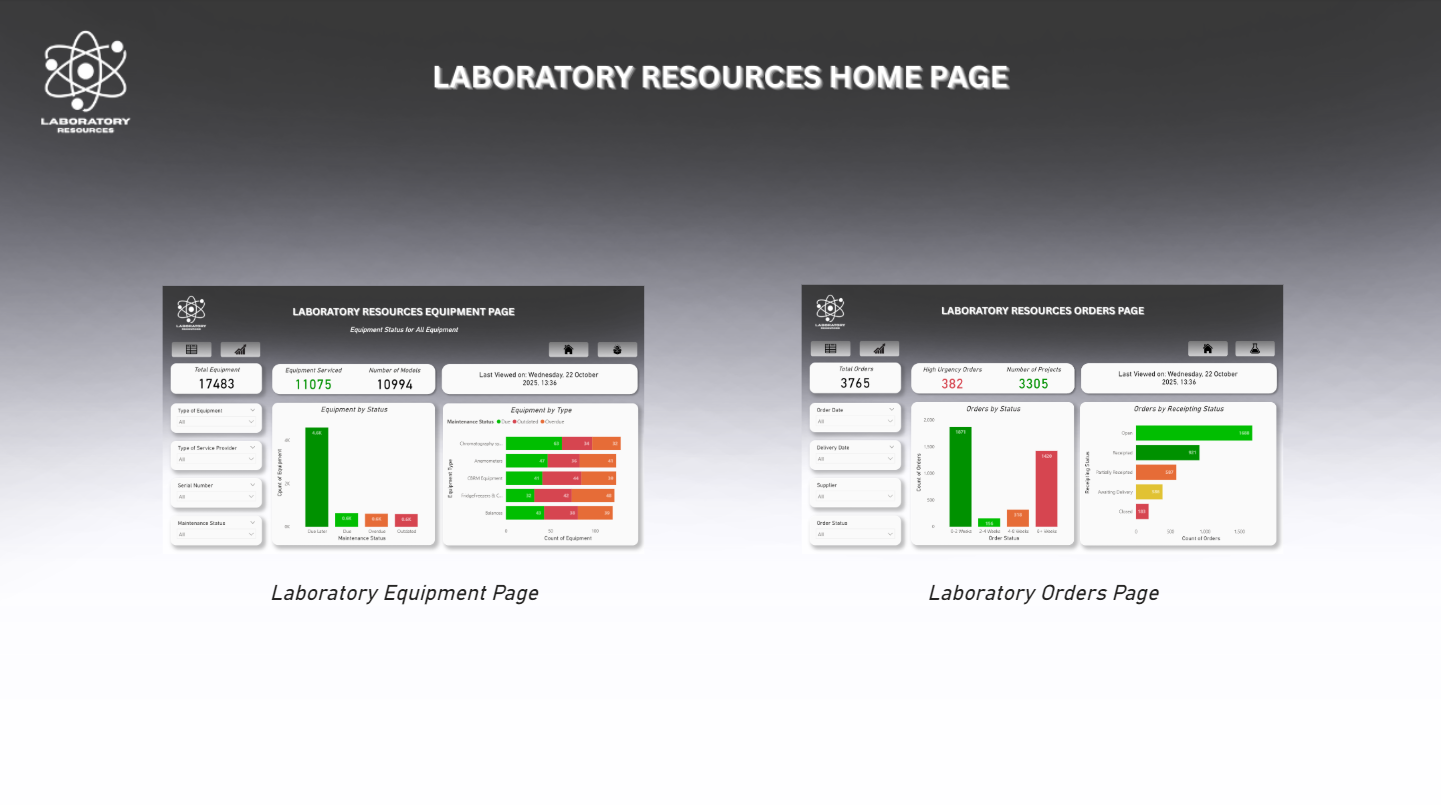 LABORATORY
RESOURCES
LABORATORY RESOURCES HOME PAGE
LABORATORY RESOURCES EQUIPMENT PAGE
Equipment Status for All Equipment
Total Equipment
17483
Equipment Serviced
11075
Number of Models
10994
Last Viewed on: Wednesday, 22 October
2025, 13:36
Type of Equipment
All
Type of Service Provider
All
Serial Number
All
Maintenance Status
All
Equipment by Status
Count of Equipment
Due Later
Due
Overdue
Outdated
Maintenance Status
Equipment by Type
Maintenance Status Due Outdated Overdue
Equipment Type
Chromatography sy...
Anemometers
Balances
0
50
100
Count of Equipment
Laboratory Equipment Page
LABORATORY RESOURCES ORDERS PAGE
Total Orders
3765
High Urgency Orders
382
Number of Projects
3305
Last Viewed on: Wednesday, 22 October
2025, 13:36
Order Date
All
Delivery Date
All
Supplier
All
Order Status
All
Orders by Status
Count of Orders
2,000
1,500
1,000
500
0
0-2 Weeks
2-4 Weeks
4-6 Weeks
6+ Weeks
Order Status
Orders by Receipting Status
Receipting Status
Open
Receipted
Partially Receipted
Awaiting Delivery
Closed
0
500
1,000
1,500
Count of Orders
Laboratory Orders Page